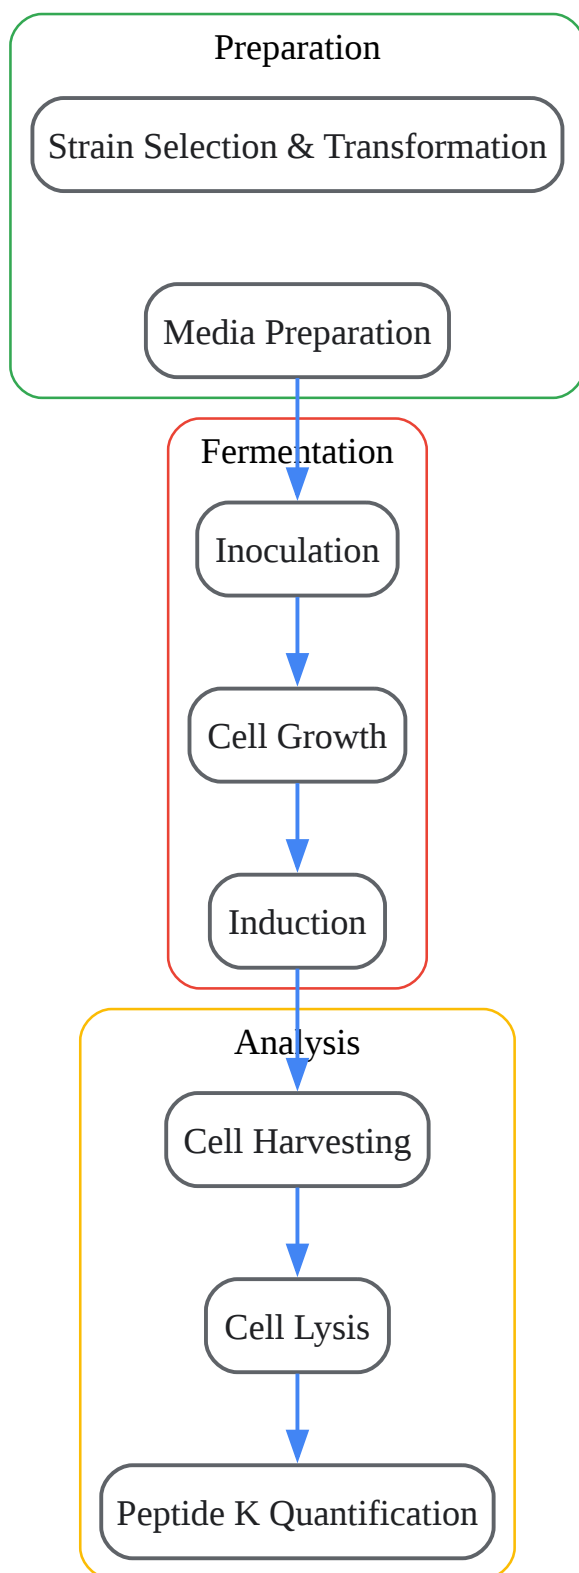 Preparation
Strain Selection & Transformation
Media Preparation
Fermentation
Inoculation
Cell Growth
Induction
Analysis
Cell Harvesting
Cell Lysis
Peptide K Quantification